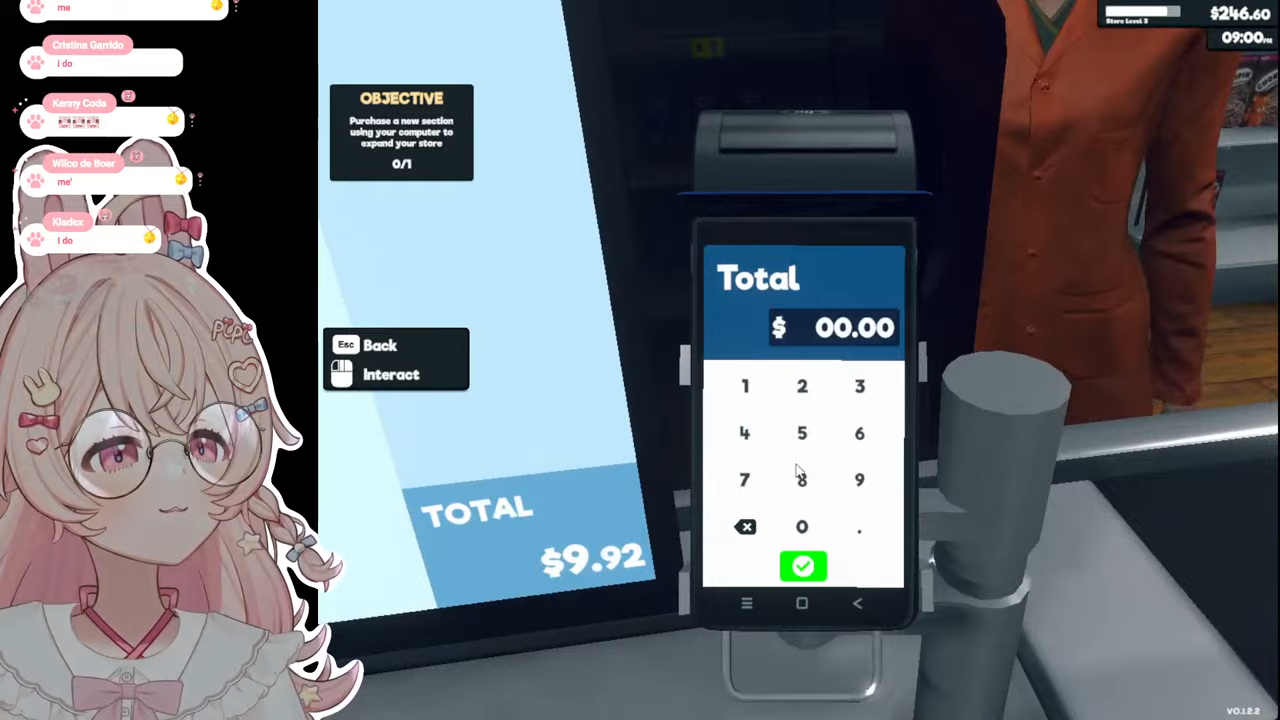 me
Cristina Garrido
i do
Kenny Coda
Wilco de Boer
me'
Kladex
I do
PiPi
OBJECTIVE
Purchase a new section
using your computer to
expand your store
0/1
Esc Back
Interact
TOTAL
$9.92
Total
$ 00.00
1 2 3
4 5 6
7 8 9
0 .
$246.60
Store Level 3
09:00PM
V0.1.2.2